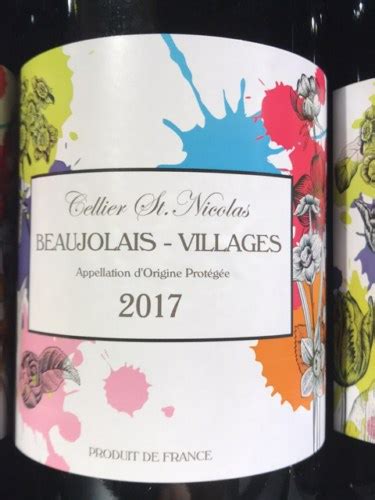 Cellier St. Nicolas
BEAUJOLAIS - VILLAGES
Appellation d'Origine Protégée
2017
PRODUIT DE FRANCE